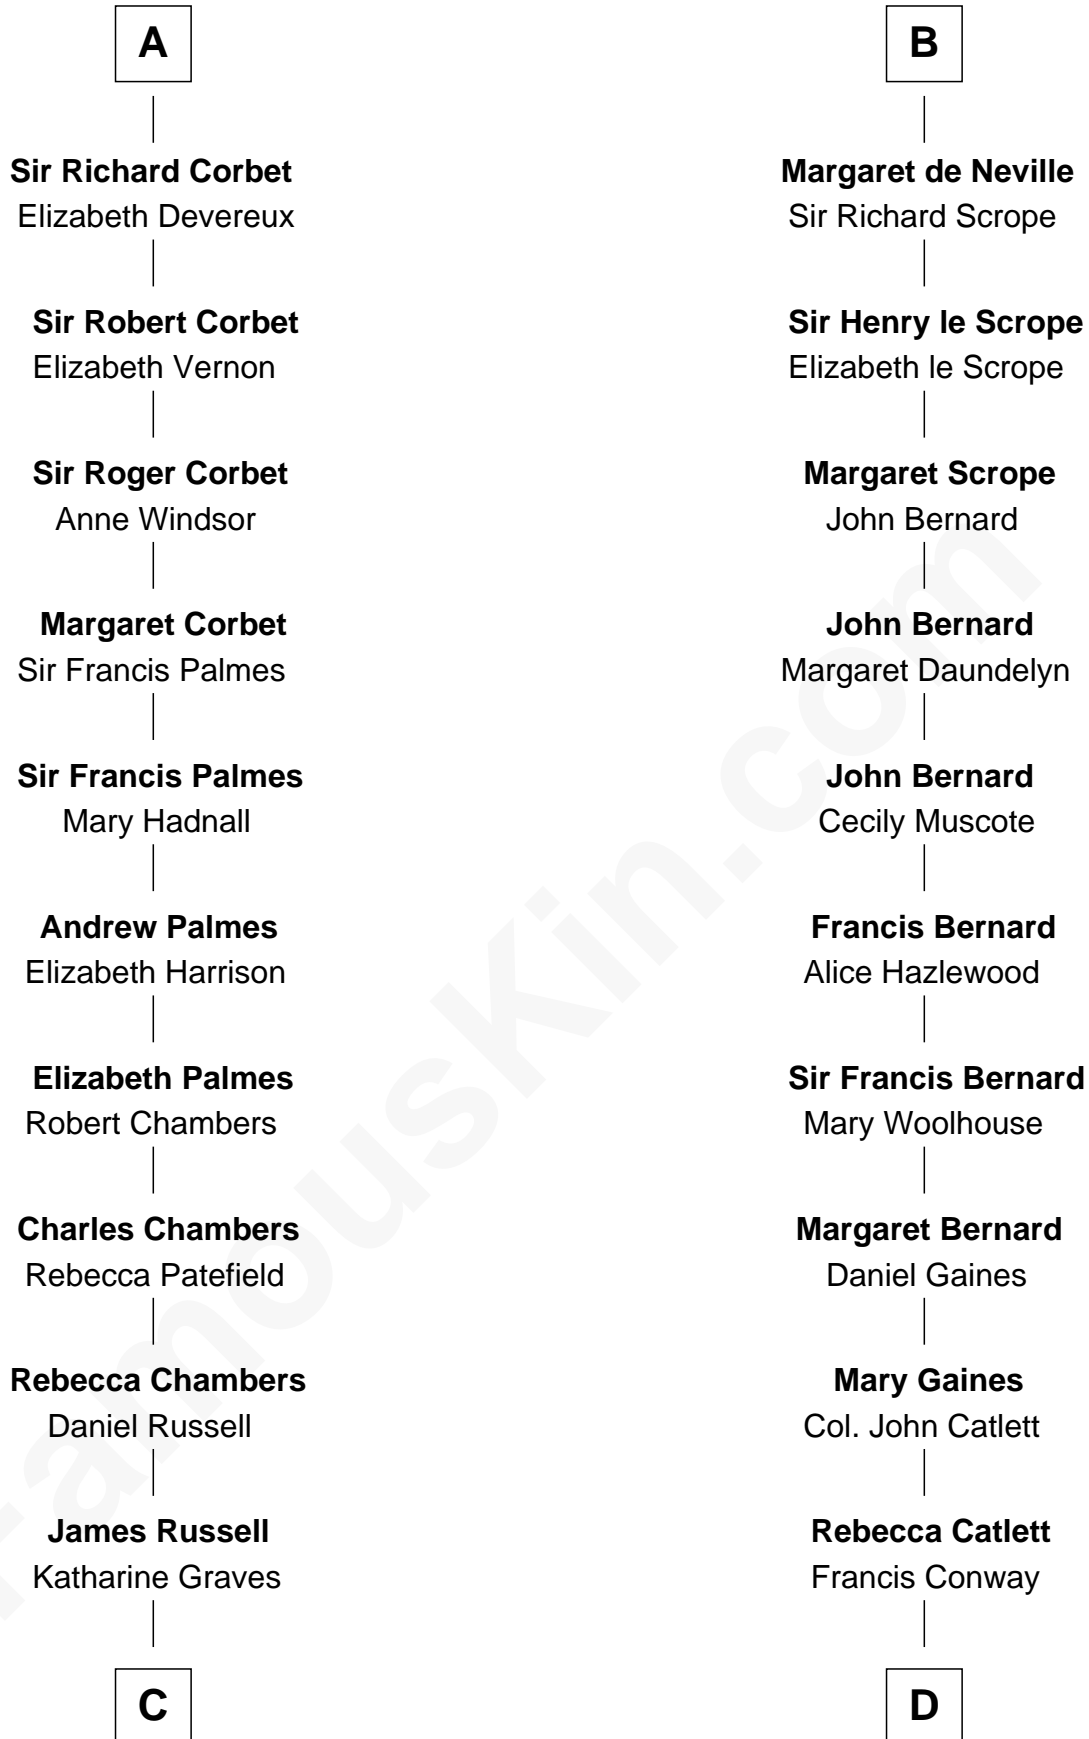 A
Sir Richard Corbet
Elizabeth Devereux
Sir Robert Corbet
Elizabeth Vernon
Sir Roger Corbet
Anne Windsor
Margaret Corbet
Sir Francis Palmes
Sir Francis Palmes
Mary Hadnall
Andrew Palmes
Elizabeth Harrison
Elizabeth Palmes
Robert Chambers
Charles Chambers
Rebecca Patefield
Rebecca Chambers
Daniel Russell
James Russell
Katharine Graves
C
B
Margaret de Neville
Sir Richard Scrope
Sir Henry le Scrope
Elizabeth le Scrope
Margaret Scrope
John Bernard
John Bernard
Margaret Daundelyn
John Bernard
Cecily Muscote
Francis Bernard
Alice Hazlewood
Sir Francis Bernard
Mary Woolhouse
Margaret Bernard
Daniel Gaines
Mary Gaines
Col. John Catlett
Rebecca Catlett
Francis Conway
D
FamousKin.com